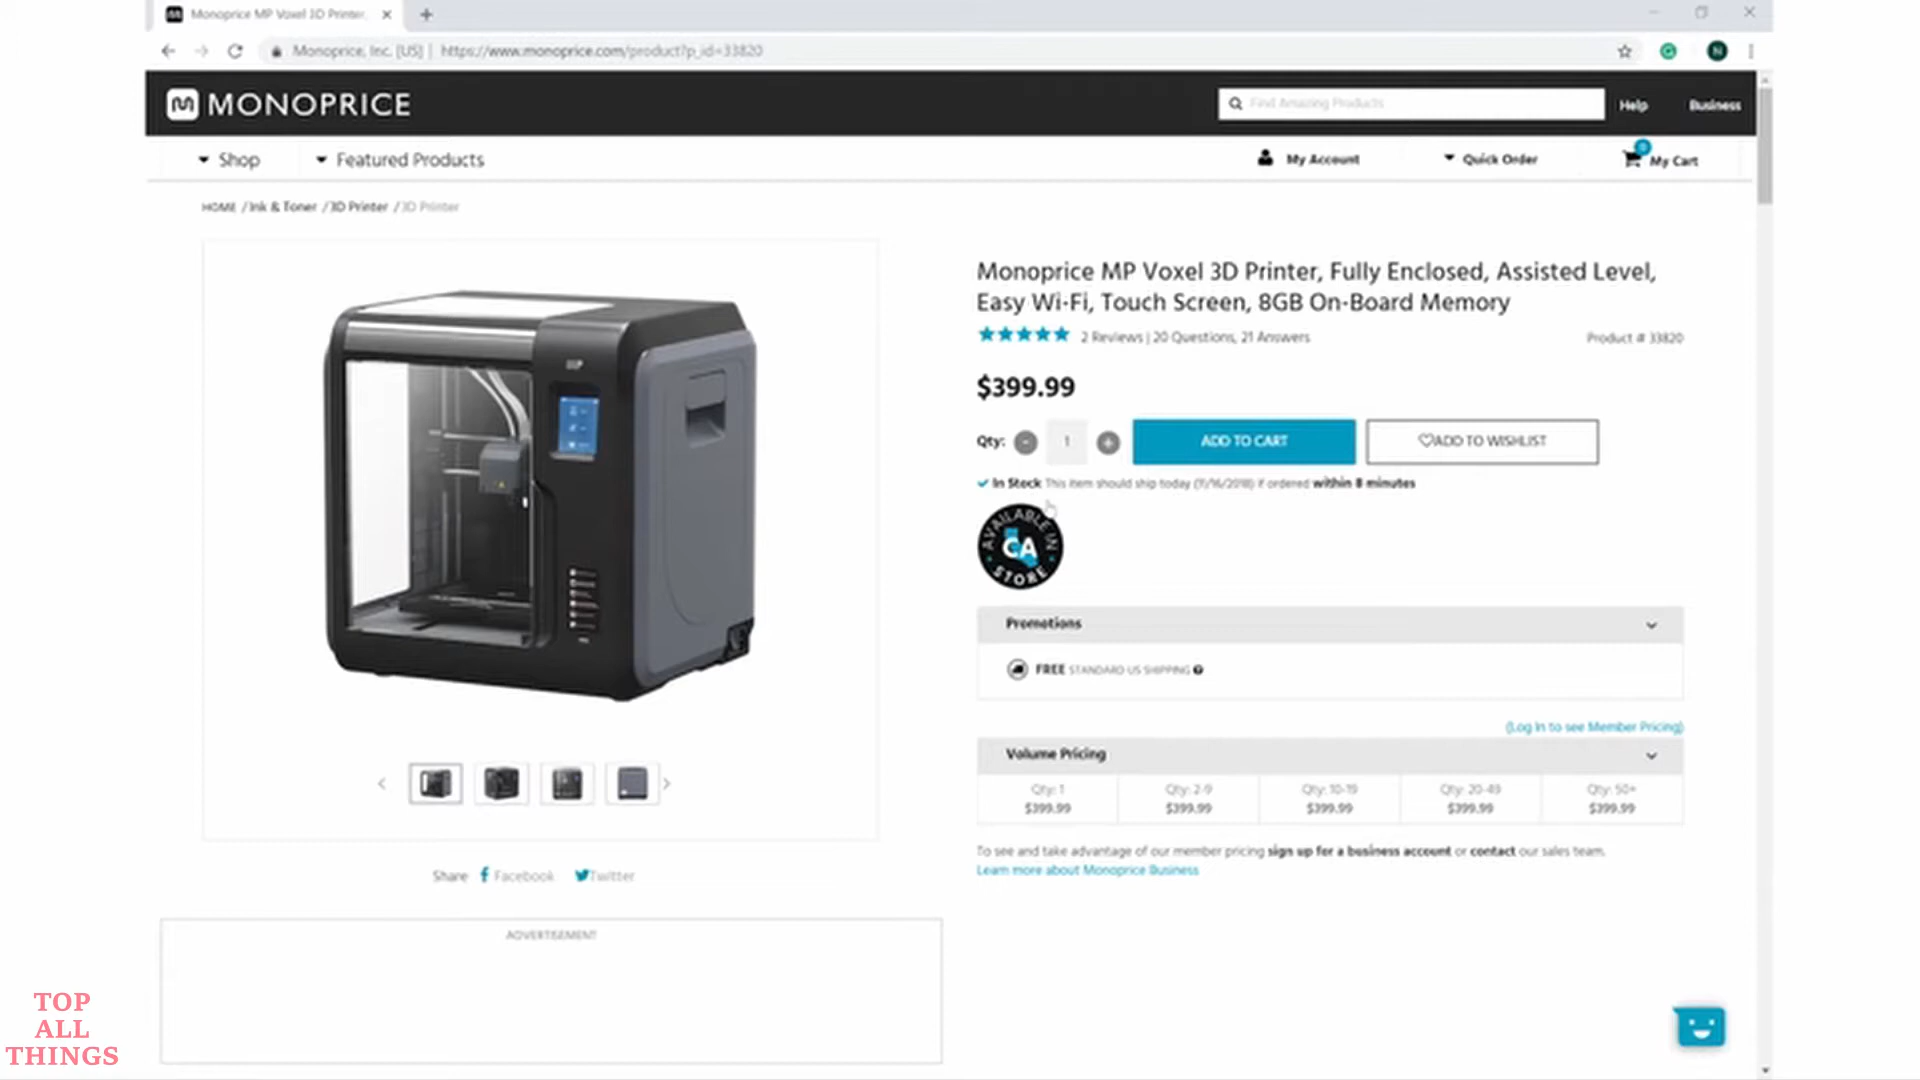 Monoprice MP Voxel 3D Printer,
Monoprice, Inc. [US] | https://www.monoprice.com/product?p_id=33820
N
MONOPRICE
Find Amazing Products
Help
Business
Shop
Featured Products
My Account
Quick Order
0
My Cart
HOME / Ink & Toner / 3D Printer / 3D Printer
MP
Monoprice MP Voxel 3D Printer, Fully Enclosed, Assisted Level,
Easy Wi-Fi, Touch Screen, 8GB On-Board Memory
2 Reviews | 20 Questions, 21 Answers
Product # 33820
$399.99
Qty:
1
ADD TO CART
ADD TO WISHLIST
In Stock This item should ship today (11/16/2018) if ordered within 8 minutes
AVAILABLE IN
CA
STORE
Promotions
FREE STANDARD US SHIPPING
(Log In to see Member Pricing)
Volume Pricing
Qty: 1
Qty: 2-9
Qty: 10-19
Qty: 20-49
Qty: 50+
$399.99
$399.99
$399.99
$399.99
$399.99
To see and take advantage of our member pricing sign up for a business account or contact our sales team.
Learn more about Monoprice Business
Share
Facebook
Twitter
ADVERTISEMENT
TOP
ALL
THINGS